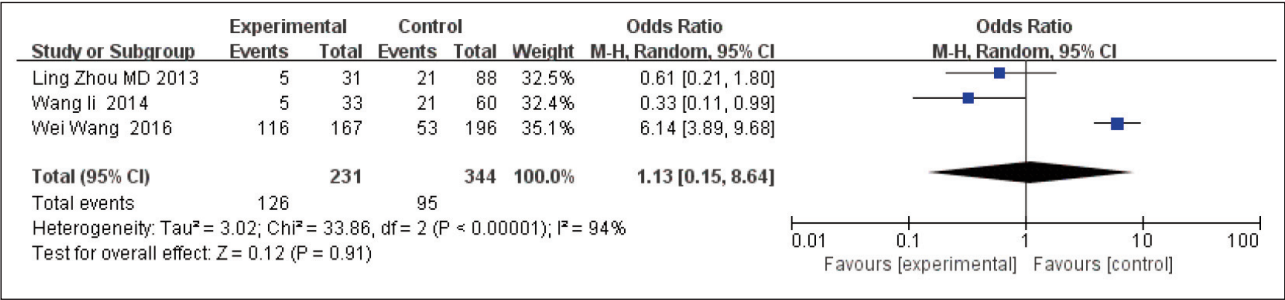 Experimental Control Odds Ratio Odds Ratio
Study or Subgroup Events Total Events Total Weight M-H, Random, 95% CI M-H, Random, 95% CI
Ling Zhou MD 2013 5 31 21 88 32.5% 0.61 [0.21, 1.80]
Wang li 2014 5 33 21 60 32.4% 0.33 [0.11, 0.99]
Wei Wang 2016 116 167 53 196 35.1% 6.14 [3.89, 9.68]
Total (95% CI) 231 344 100.0% 1.13 [0.15, 8.64]
Total events 126 95
Heterogeneity: Tau² = 3.02; Chi² = 33.86, df = 2 (P < 0.00001); I² = 94%
Test for overall effect: Z = 0.12 (P = 0.91)
0.01 0.1 1 10 100
Favours [experimental] Favours [control]